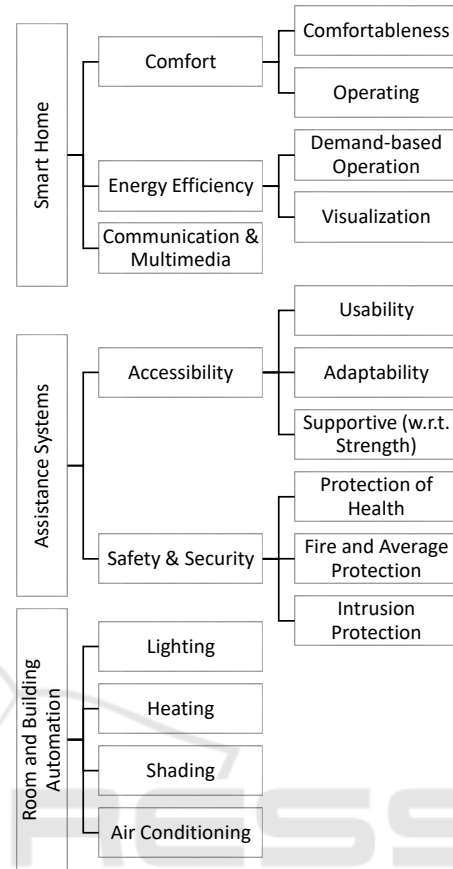 Smart Home
Comfort
Comfortableness
Operating
Energy Efficiency
Demand-based
Operation
Visualization
Communication &
Multimedia
Assistance Systems
Accessibility
Usability
Adaptability
Supportive (w.r.t.
Strength)
Safety & Security
Protection of
Health
Fire and Average
Protection
Intrusion
Protection
Room and Building
Automation
Lighting
Heating
Shading
Air Conditioning
RESS